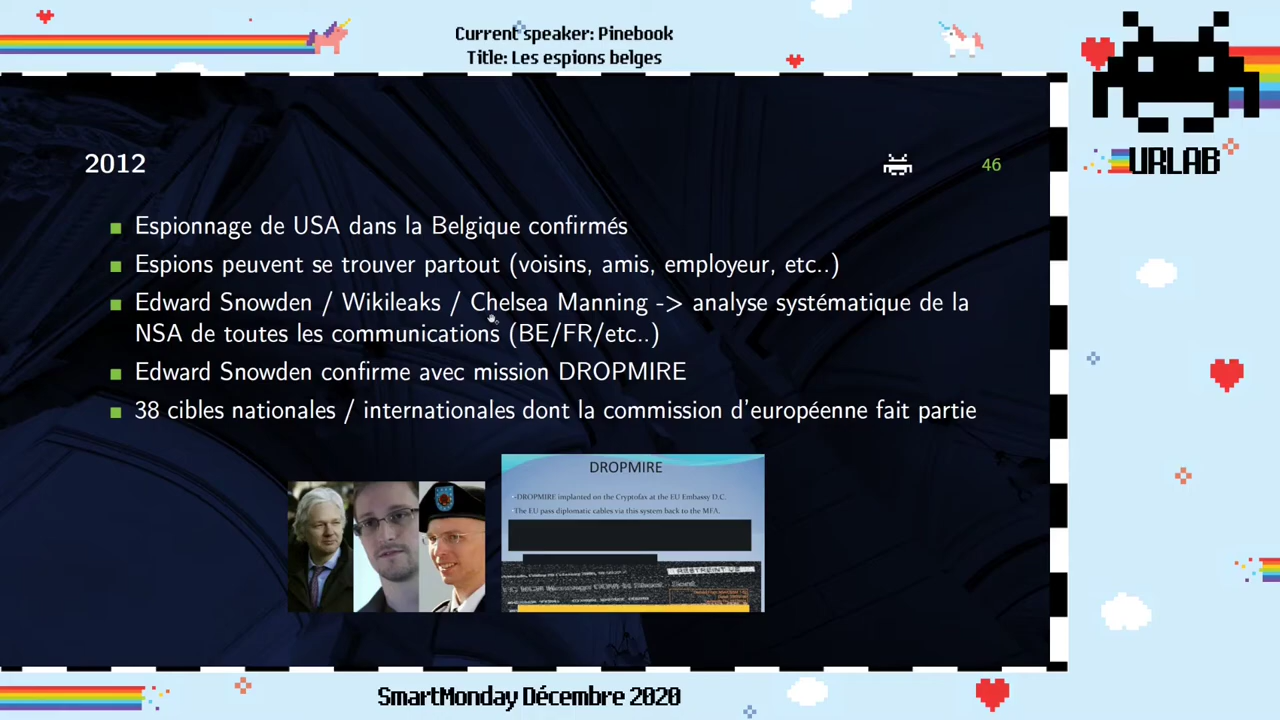 Current speaker: Pinebook
Title: Les espions belges
URLAB
2012
46
Espionnage de USA dans la Belgique confirmés
Espions peuvent se trouver partout (voisins, amis, employeur, etc..)
Edward Snowden / Wikileaks / Chelsea Manning -> analyse systématique de la
NSA de toutes les communications (BE/FR/etc..)
Edward Snowden confirme avec mission DROPMIRE
38 cibles nationales / internationales dont la commission d'européenne fait partie
DROPMIRE
-DROPMIRE implanted on the Cryptofax at the EU Embassy D.C.
-The EU pass diplomatic cables via this system back to the MFA.
RESTREINT UE
SmartMonday Décembre 2020